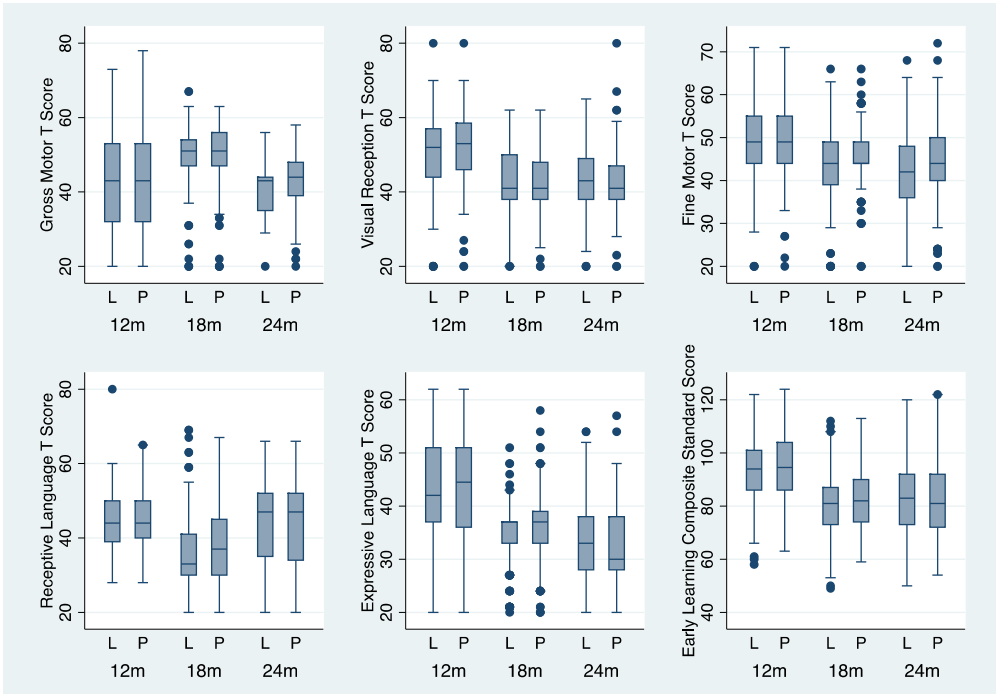 Gross Motor T Score
80
60
40
20
L P L P L P
12m 18m 24m
Visual Reception T Score
80
60
40
20
L P L P L P
12m 18m 24m
Fine Motor T Score
70
60
50
40
30
20
L P L P L P
12m 18m 24m
Receptive Language T Score
80
60
40
20
L P L P L P
12m 18m 24m
Expressive Language T Score
60
50
40
30
20
L P L P L P
12m 18m 24m
Early Learning Composite Standard Score
120
100
80
60
40
L P L P L P
12m 18m 24m